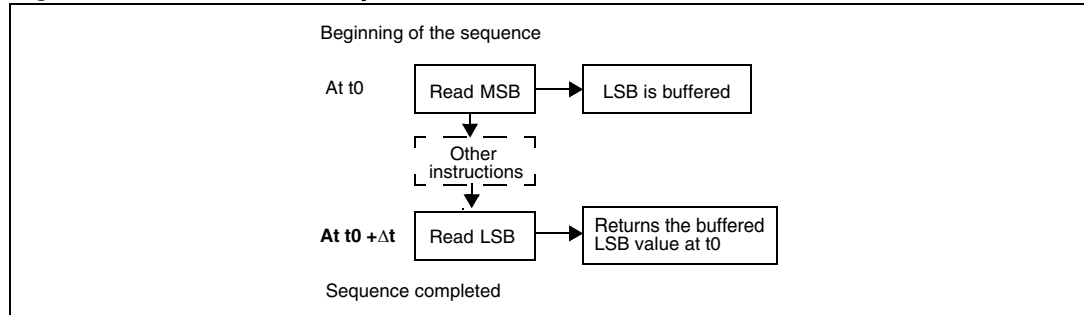 Beginning of the sequence
At t0
Read MSB
LSB is buffered
Other
instructions
At t0 +Δt
Read LSB
Returns the buffered
LSB value at t0
Sequence completed